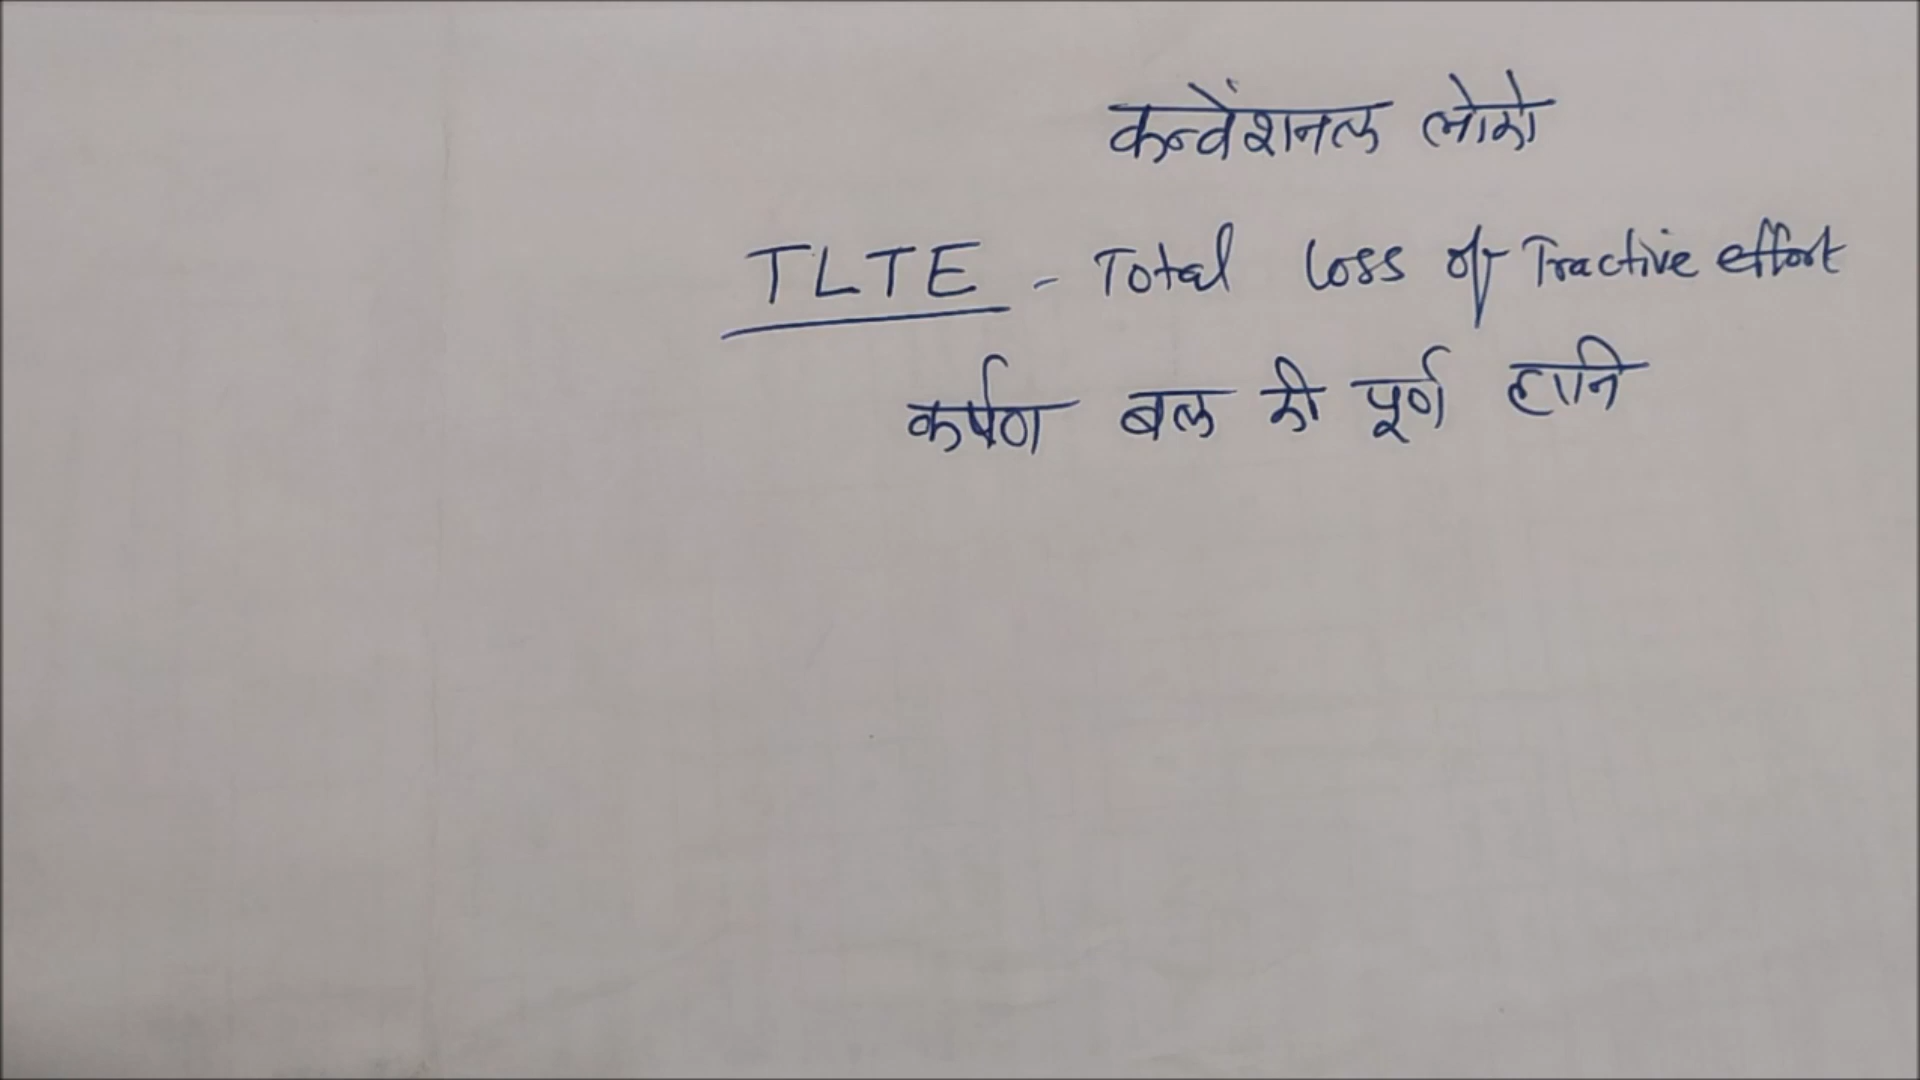 कन्वेंशनल लोको
TLTE - Total loss of Tractive effort
कर्षण बल की पूर्ण हानि